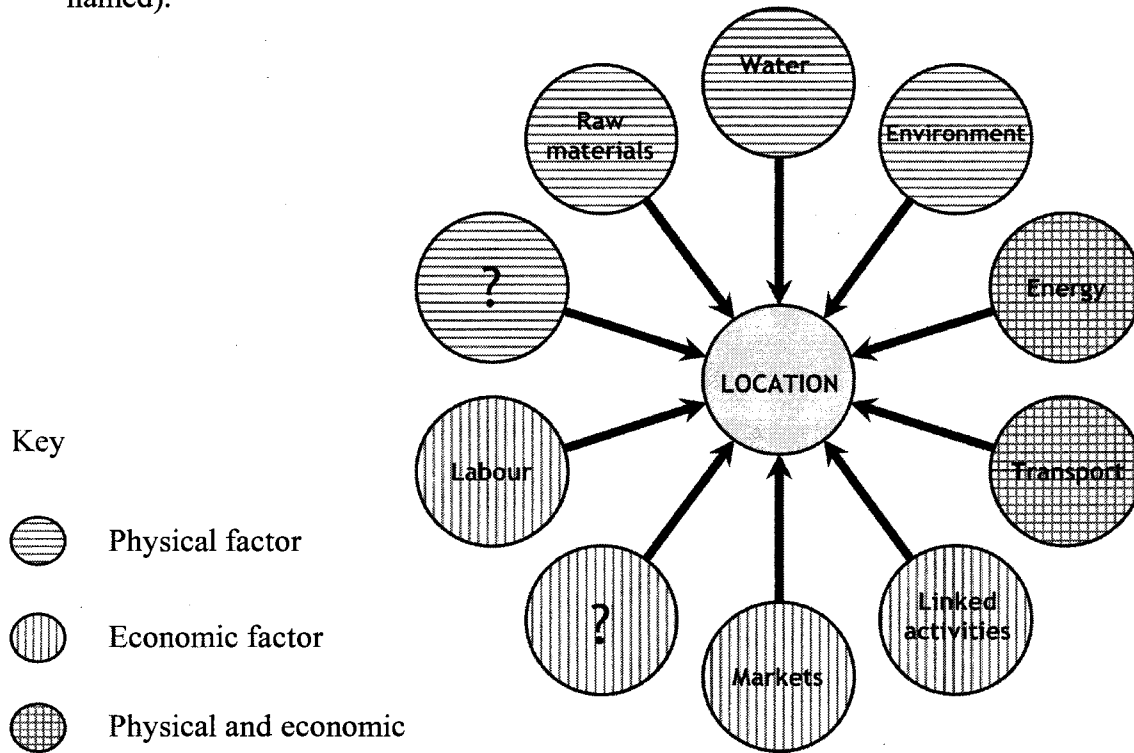 named).
Water
Raw
materials
Environment
?
Energy
LOCATION
Key
Labour
Transport
Physical factor
?
Linked
activities
Economic factor
Markets
Physical and economic